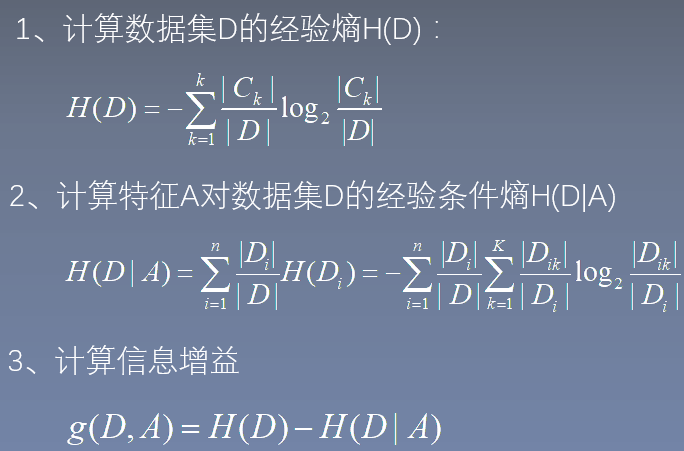 1、计算数据集D的经验熵H(D)：
H(D) = -\sum_{k=1}^{k} \frac{|C_k|}{|D|} \log_2 \frac{|C_k|}{|D|}
2、计算特征A对数据集D的经验条件熵H(D|A)
H(D|A) = \sum_{i=1}^{n} \frac{|D_i|}{|D|} H(D_i) = -\sum_{i=1}^{n} \frac{|D_i|}{|D|} \sum_{k=1}^{K} \frac{|D_{ik}|}{|D_i|} \log_2 \frac{|D_{ik}|}{|D_i|}
3、计算信息增益
g(D,A) = H(D) - H(D|A)